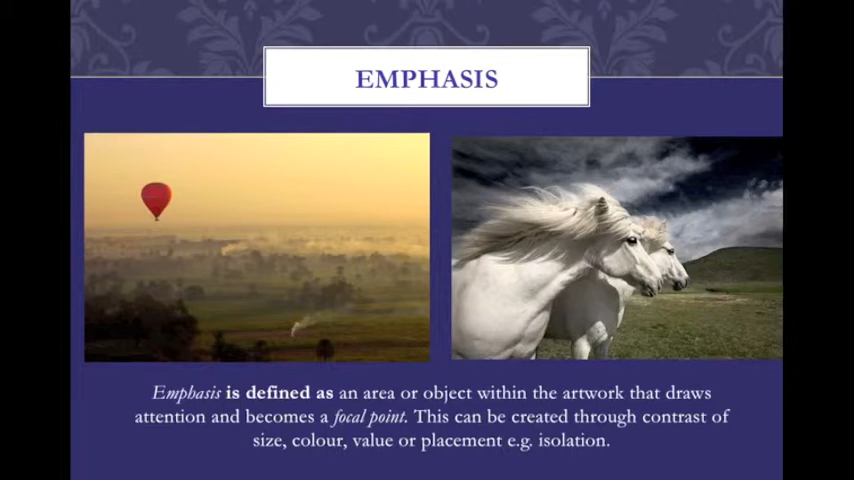 EMPHASIS
Emphasis is defined as an area or object within the artwork that draws
attention and becomes a focal point. This can be created through contrast of
size, colour, value or placement e.g. isolation.